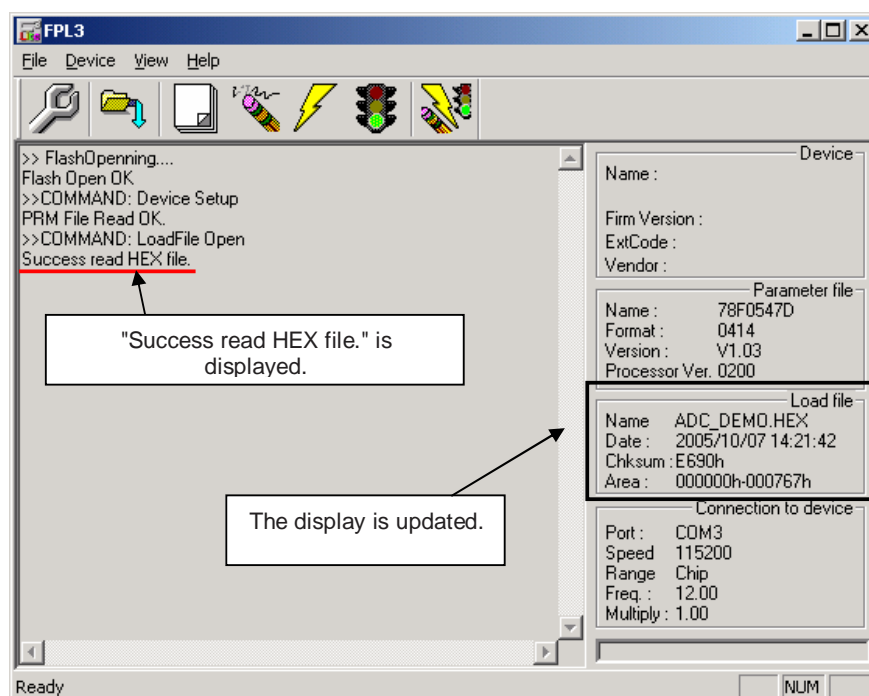 FPL3
File Device View Help
>> FlashOpenning....
Flash Open OK
>>COMMAND: Device Setup
PRM File Read OK.
>>COMMAND: LoadFile Open
Success read HEX file.
"Success read HEX file." is
displayed.
The display is updated.
Device
Name :
Firm Version :
ExtCode :
Vendor :
Parameter file
Name : 78F0547D
Format : 0414
Version : V1.03
Processor Ver. 0200
Load file
Name ADC_DEMO.HEX
Date : 2005/10/07 14:21:42
Chksum : E690h
Area : 000000h-000767h
Connection to device
Port : COM3
Speed 115200
Range Chip
Freq. : 12.00
Multiply : 1.00
Ready
NUM